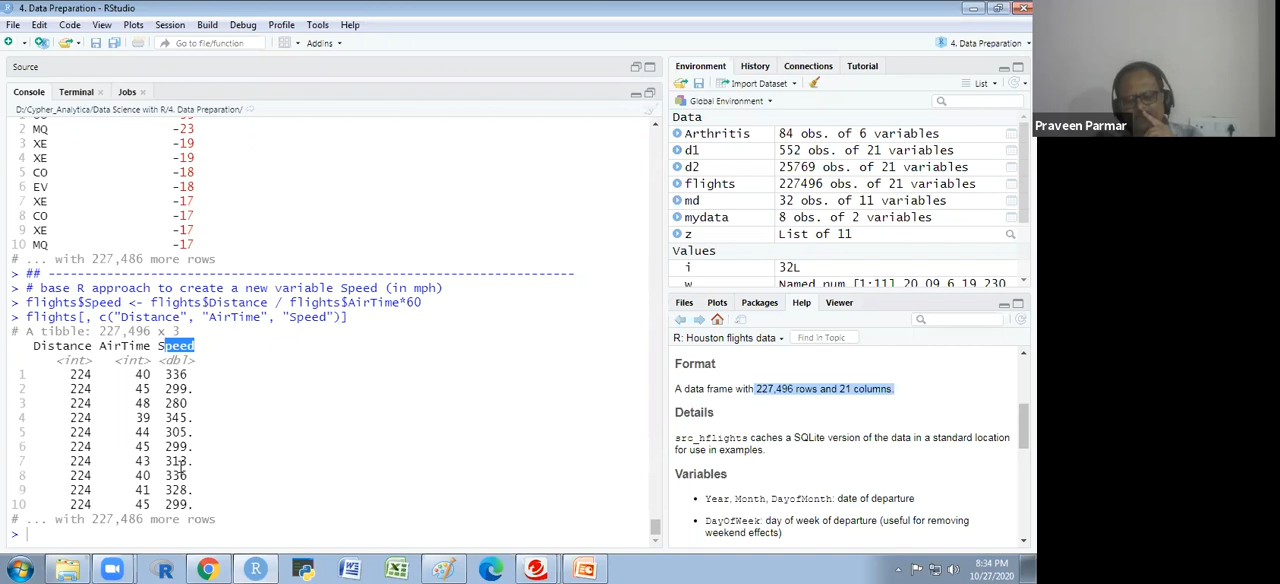 4. Data Preparation - RStudio
File Edit Code View Plots Session Build Debug Profile Tools Help
Go to file/function Addins 4. Data Preparation
Source
Console Terminal Jobs
D:/Cypher_Analytica/Data Science with R/4. Data Preparation/
2 MQ -23
3 XE -19
4 XE -19
5 CO -18
6 EV -18
7 XE -17
8 CO -17
9 XE -17
10 MQ -17
# ... with 227,486 more rows
> ## -----------------------------------------------------------------
> # base R approach to create a new variable Speed (in mph)
> flights$Speed <- flights$Distance / flights$AirTime*60
> flights[, c("Distance", "AirTime", "Speed")]
# A tibble: 227,496 x 3
Distance AirTime Speed
<int> <int> <dbl>
1 224 40 336
2 224 45 299.
3 224 48 280
4 224 39 345.
5 224 44 305.
6 224 45 299.
7 224 43 313.
8 224 40 336
9 224 41 328.
10 224 45 299.
# ... with 227,486 more rows
>
Environment History Connections Tutorial
Import Dataset List
Global Environment
Data
Arthritis 84 obs. of 6 variables
d1 552 obs. of 21 variables
d2 25769 obs. of 21 variables
flights 227496 obs. of 21 variables
md 32 obs. of 11 variables
mydata 8 obs. of 2 variables
z List of 11
Values
i 32L
w Named num [1:11] 20.09 6.19 230...
Files Plots Packages Help Viewer
R: Houston flights data Find in Topic
Format
A data frame with 227,496 rows and 21 columns.
Details
src_hflights caches a SQLite version of the data in a standard location
for use in examples.
Variables
• Year, Month, DayofMonth: date of departure
• DayOfWeek: day of week of departure (useful for removing
weekend effects)
Praveen Parmar
8:34 PM
10/27/2020